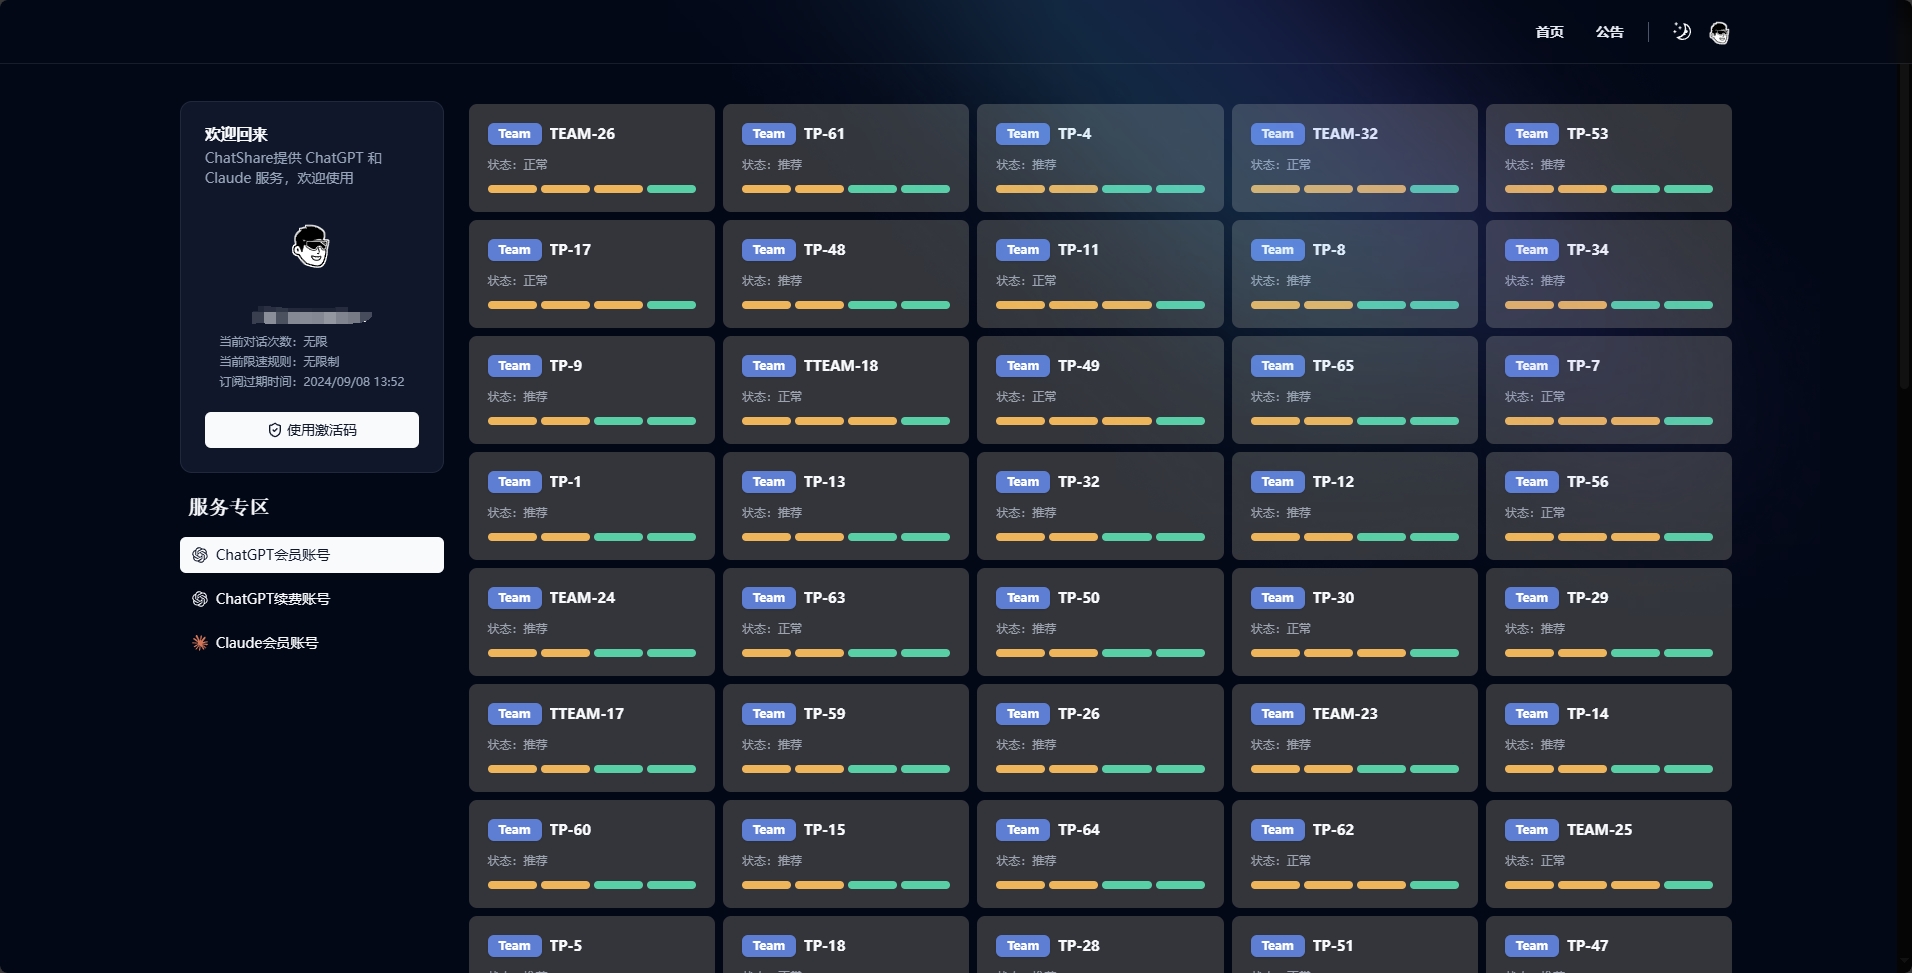 首页
公告
欢迎回来
ChatShare提供 ChatGPT 和
Claude 服务，欢迎使用
当前对话次数：无限
当前限速规则：无限制
订阅过期时间：2024/09/08 13:52
使用激活码
服务专区
ChatGPT会员账号
ChatGPT续费账号
Claude会员账号
Team TEAM-26
状态：正常
Team TP-61
状态：推荐
Team TP-4
状态：推荐
Team TEAM-32
状态：正常
Team TP-53
状态：推荐
Team TP-17
状态：正常
Team TP-48
状态：推荐
Team TP-11
状态：正常
Team TP-8
状态：推荐
Team TP-34
状态：推荐
Team TP-9
状态：推荐
Team TTEAM-18
状态：正常
Team TP-49
状态：正常
Team TP-65
状态：推荐
Team TP-7
状态：正常
Team TP-1
状态：推荐
Team TP-13
状态：推荐
Team TP-32
状态：推荐
Team TP-12
状态：推荐
Team TP-56
状态：正常
Team TEAM-24
状态：推荐
Team TP-63
状态：正常
Team TP-50
状态：推荐
Team TP-30
状态：正常
Team TP-29
状态：推荐
Team TTEAM-17
状态：推荐
Team TP-59
状态：推荐
Team TP-26
状态：推荐
Team TEAM-23
状态：推荐
Team TP-14
状态：推荐
Team TP-60
状态：推荐
Team TP-15
状态：推荐
Team TP-64
状态：推荐
Team TP-62
状态：正常
Team TEAM-25
状态：正常
Team TP-5
Team TP-18
Team TP-28
Team TP-51
Team TP-47